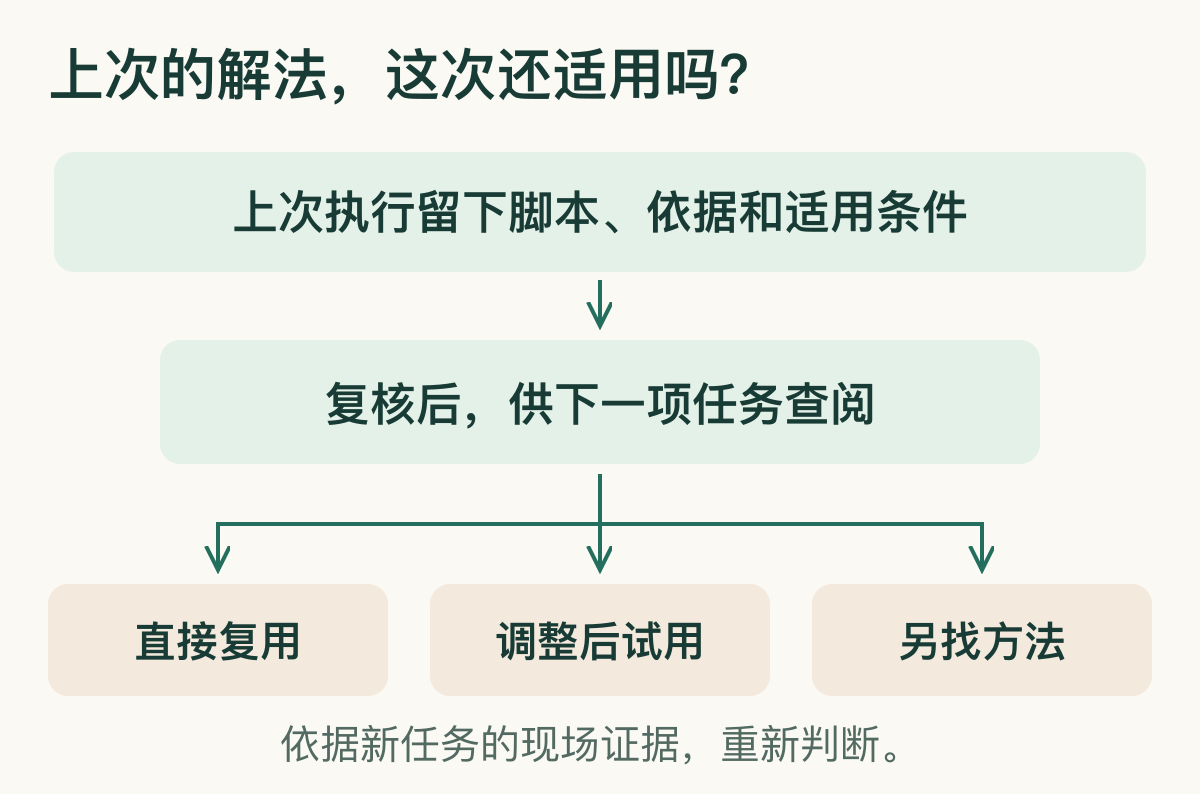 上次的解法，这次还适用吗？
上次执行留下脚本、依据和适用条件
复核后，供下一项任务查阅
直接复用
调整后试用
另找方法
依据新任务的现场证据，重新判断。